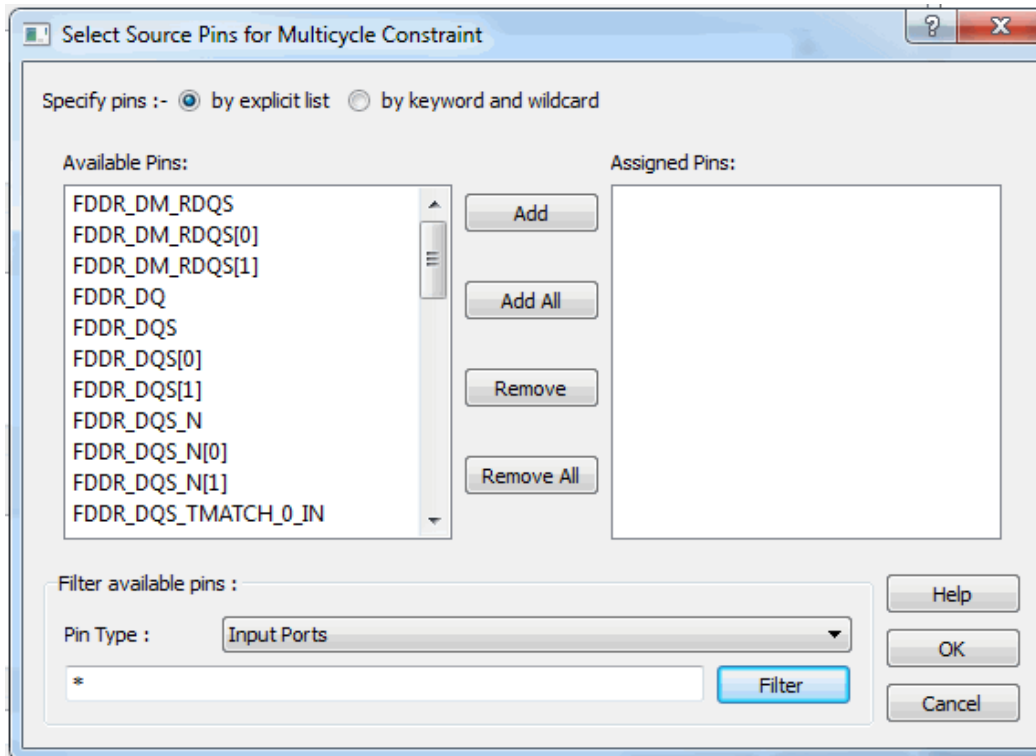 Select Source Pins for Multicycle Constraint
Specify pins :- by explicit list by keyword and wildcard
Available Pins:
Assigned Pins:
FDDR_DM_RDQS
FDDR_DM_RDQS[0]
FDDR_DM_RDQS[1]
FDDR_DQ
FDDR_DQS
FDDR_DQS[0]
FDDR_DQS[1]
FDDR_DQS_N
FDDR_DQS_N[0]
FDDR_DQS_N[1]
FDDR_DQS_TMATCH_0_IN
Add
Add All
Remove
Remove All
Filter available pins :
Pin Type : Input Ports
*
Filter
Help
OK
Cancel